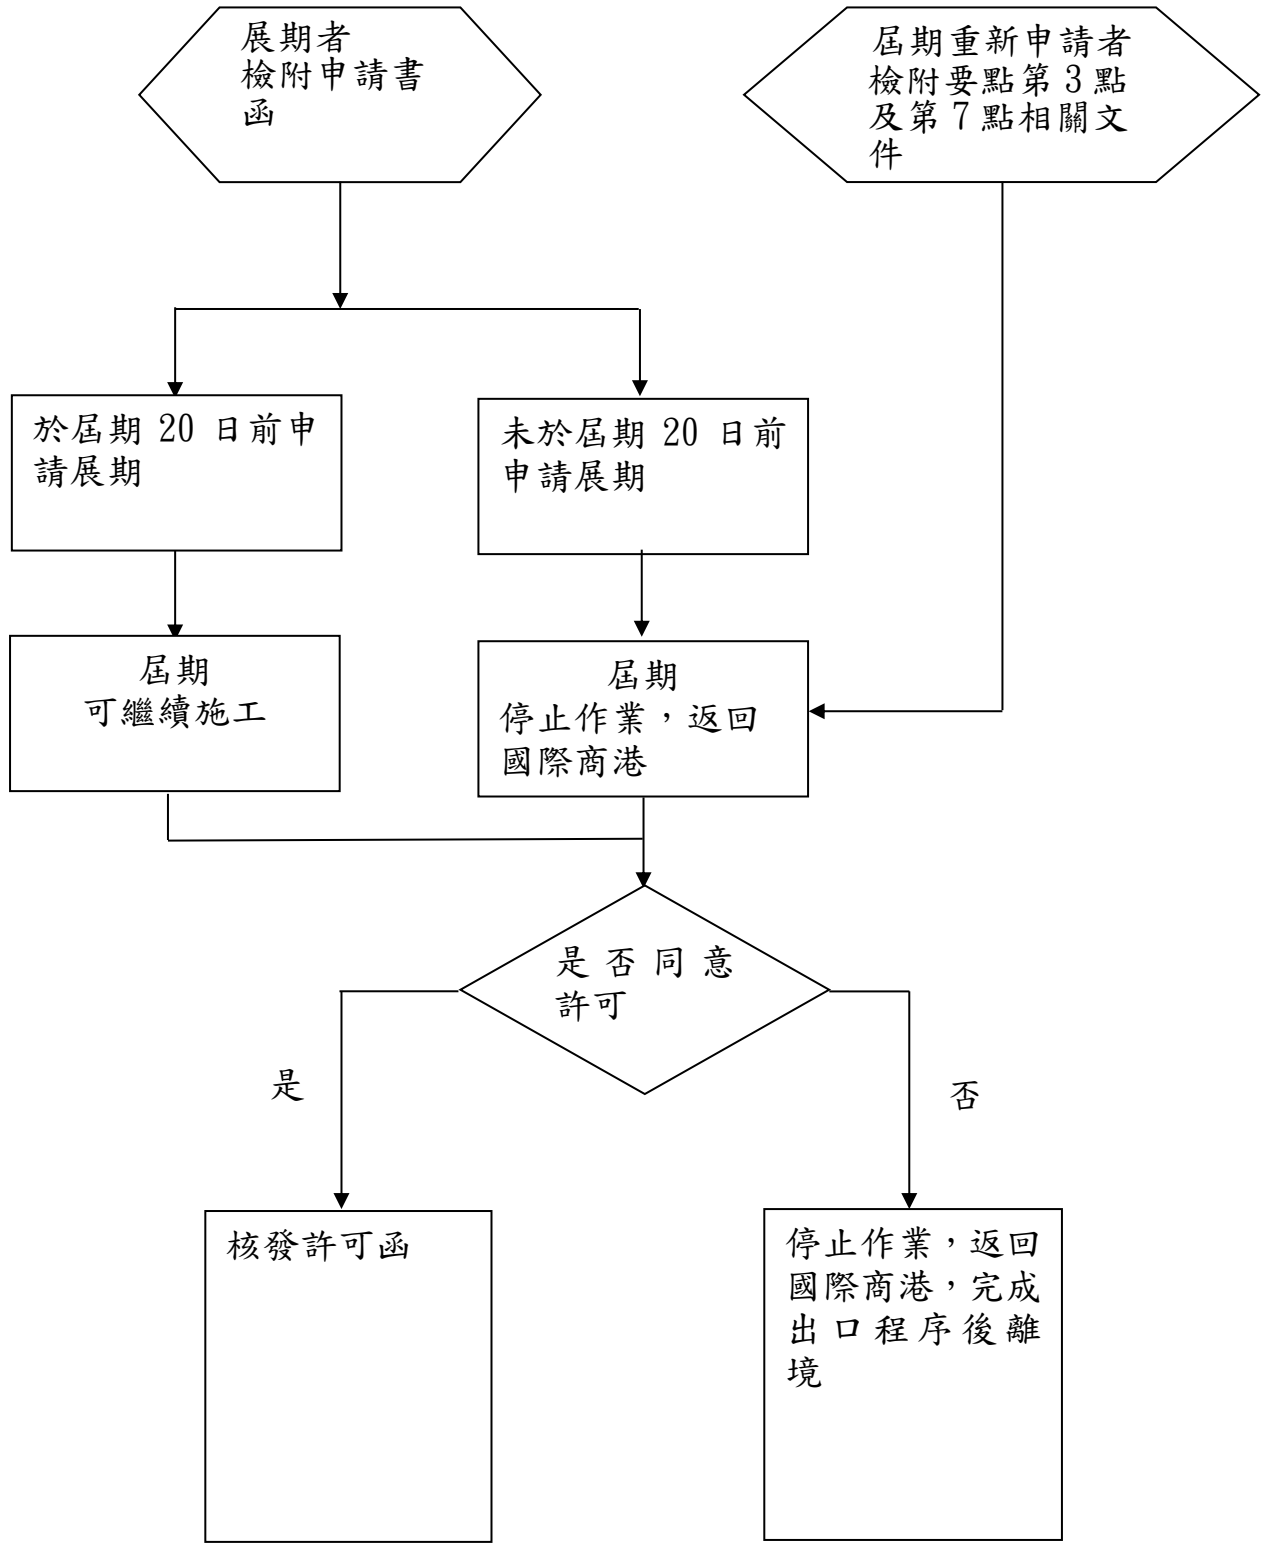 展期者
檢附申請書
函
屆期重新申請者
檢附要點第3點
及第7點相關文
件
於屆期 20 日前申
請展期
未於屆期 20 日前
申請展期
屆期
可繼續施工
屆期
停止作業，返回
國際商港
是否同意
許可
是
否
核發許可函
停止作業，返回
國際商港，完成
出口程序後離
境